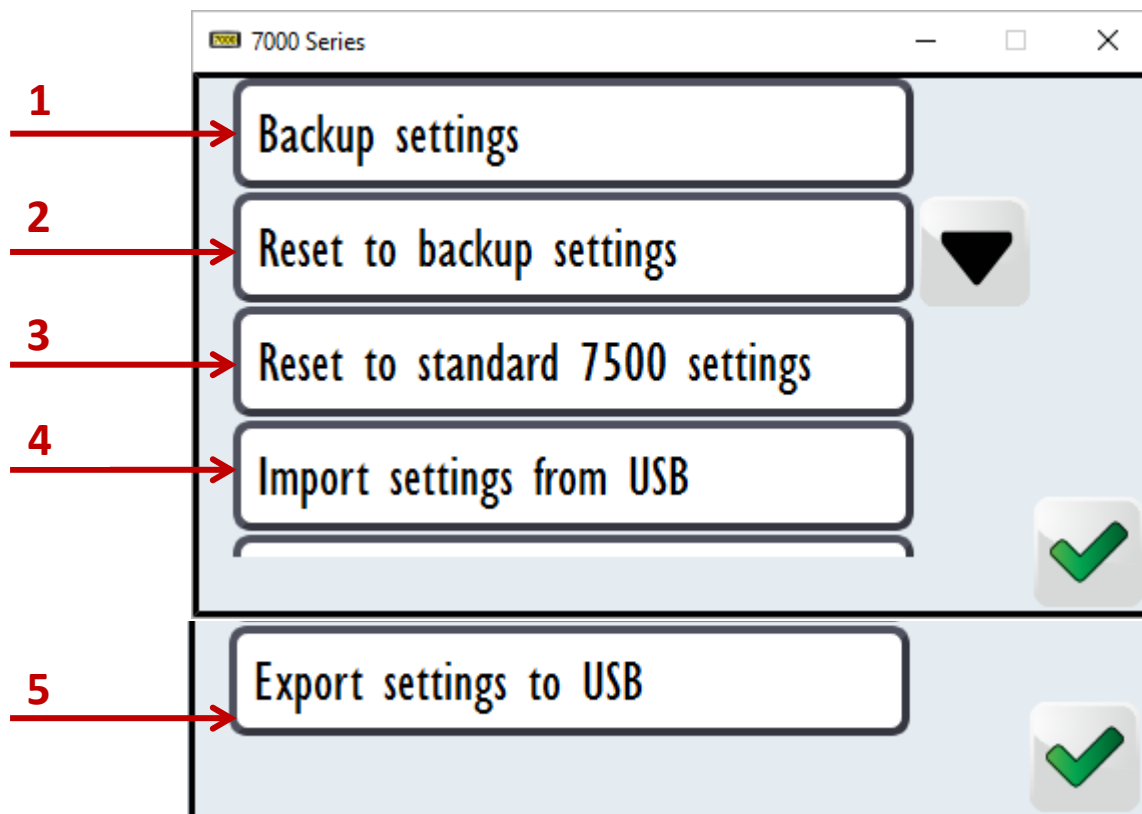 7000 Series
1
Backup settings
2
Reset to backup settings
3
Reset to standard 7500 settings
4
Import settings from USB
5
Export settings to USB